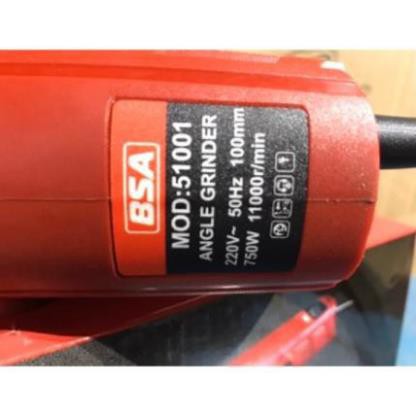 BSA
MOD:51001
ANGLE GRINDER
220V~ 50Hz 100mm
750W 11000r/min